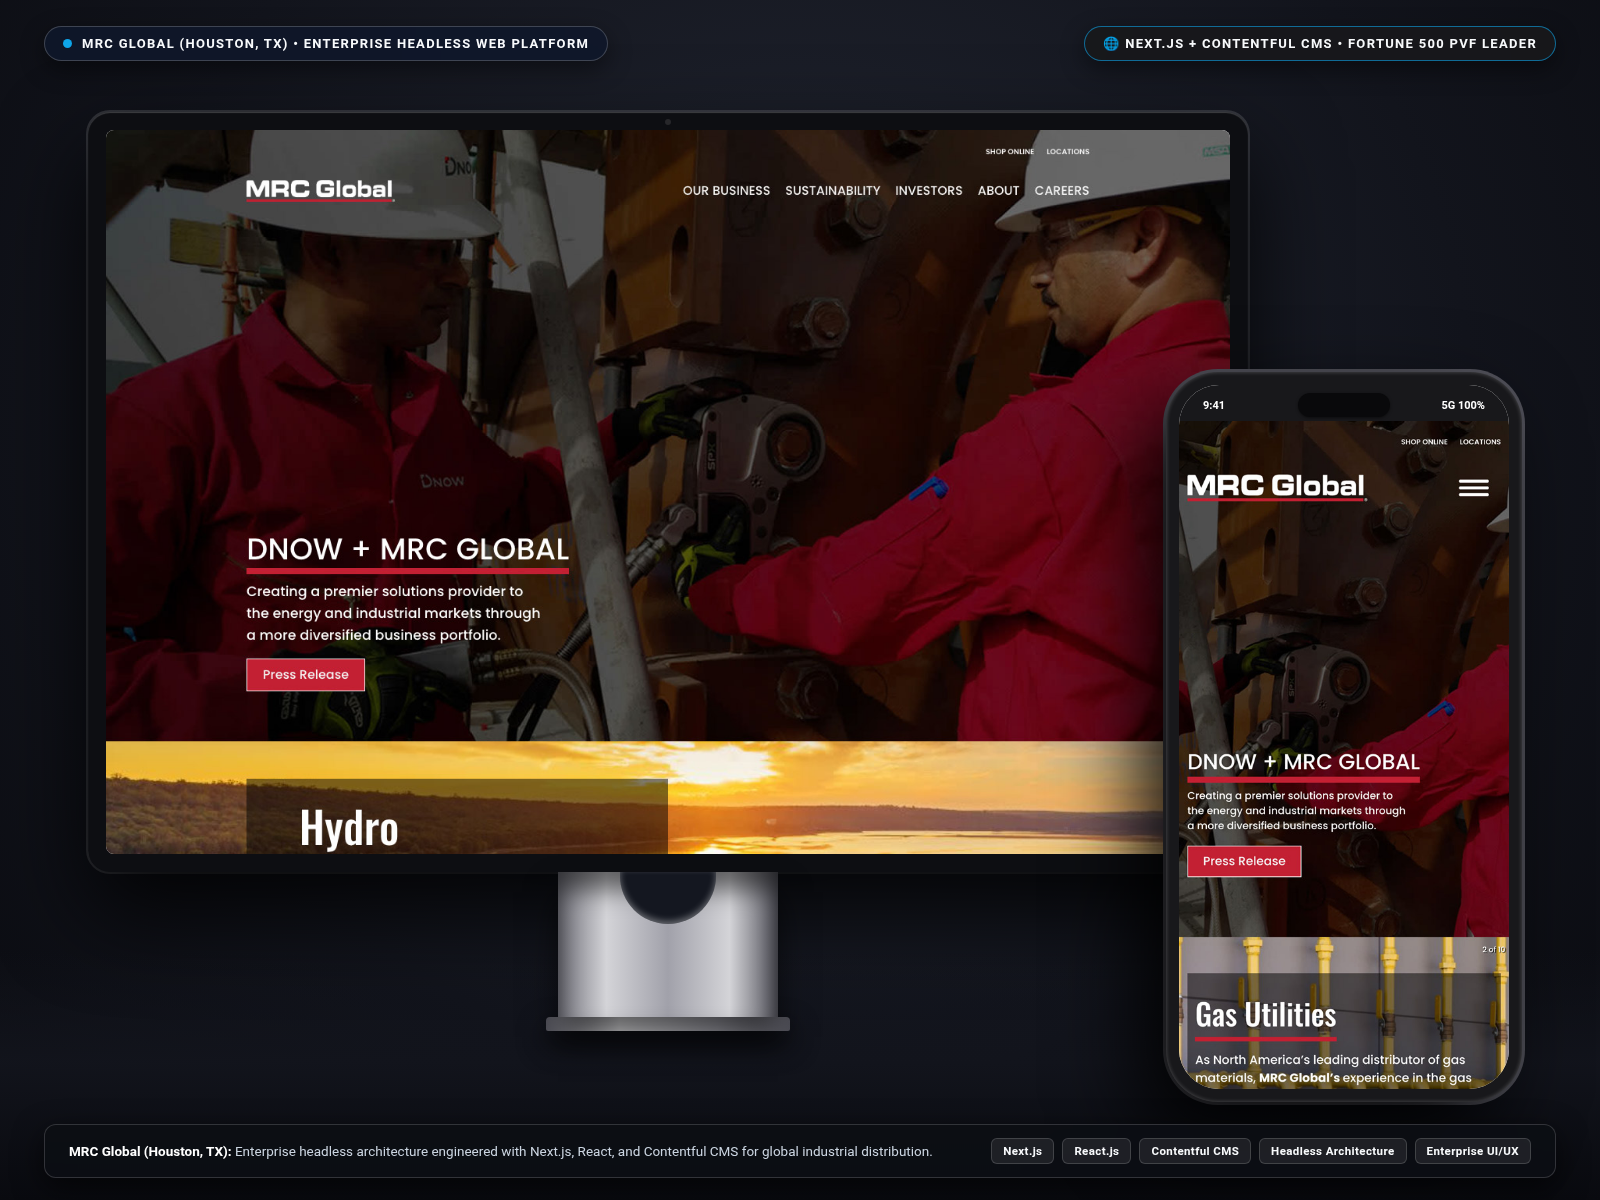 MRC GLOBAL (HOUSTON, TX) • ENTERPRISE HEADLESS WEB PLATFORM
NEXT.JS + CONTENTFUL CMS • FORTUNE 500 PVF LEADER
SHOP ONLINE LOCATIONS
MRC Global
OUR BUSINESS SUSTAINABILITY INVESTORS ABOUT CAREERS
DNOW
DNOW + MRC GLOBAL
Creating a premier solutions provider to
the energy and industrial markets through
a more diversified business portfolio.
Press Release
Hydro
9:41 5G 100%
SHOP ONLINE LOCATIONS
MRC Global
DNOW + MRC GLOBAL
Creating a premier solutions provider to
the energy and industrial markets through
a more diversified business portfolio.
Press Release
2 of 10
Gas Utilities
As North America's leading distributor of gas
materials, MRC Global's experience in the gas
MRC Global (Houston, TX): Enterprise headless architecture engineered with Next.js, React, and Contentful CMS for global industrial distribution.
Next.js React.js Contentful CMS Headless Architecture Enterprise UI/UX